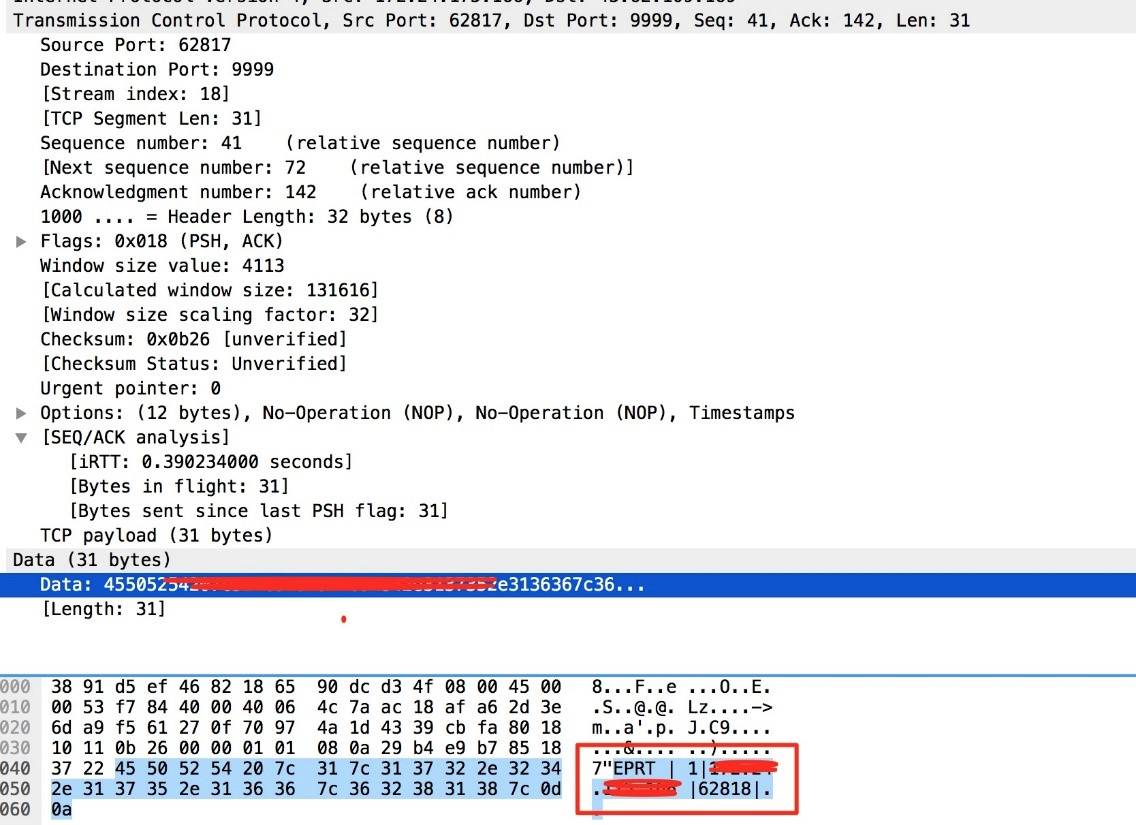 Internet Protocol Version 4, Src: Dst:
Transmission Control Protocol, Src Port: 62817, Dst Port: 9999, Seq: 41, Ack: 142, Len: 31
Source Port: 62817
Destination Port: 9999
[Stream index: 18]
[TCP Segment Len: 31]
Sequence number: 41 (relative sequence number)
[Next sequence number: 72 (relative sequence number)]
Acknowledgment number: 142 (relative ack number)
1000 .... = Header Length: 32 bytes (8)
Flags: 0x018 (PSH, ACK)
Window size value: 4113
[Calculated window size: 131616]
[Window size scaling factor: 32]
Checksum: 0x0b26 [unverified]
[Checksum Status: Unverified]
Urgent pointer: 0
Options: (12 bytes), No-Operation (NOP), No-Operation (NOP), Timestamps
[SEQ/ACK analysis]
[iRTT: 0.390234000 seconds]
[Bytes in flight: 31]
[Bytes sent since last PSH flag: 31]
TCP payload (31 bytes)
Data (31 bytes)
Data: 45505254 e3136367c36...
[Length: 31]
000 38 91 d5 ef 46 82 18 65 90 dc d3 4f 08 00 45 00 8...F..e ...O..E.
010 00 53 f7 84 40 00 40 06 4c 7a ac 18 af a6 2d 3e .S..@.@. Lz....->
020 6d a9 f5 61 27 0f 70 97 4a 1d 43 39 cb fa 80 18 m..a'.p. J.C9....
030 10 11 0b 26 00 00 01 01 08 0a 29 b4 e9 b7 85 18 ...&.... ..).....
040 37 22 45 50 52 54 20 7c 31 7c 31 37 32 2e 32 34 7"EPRT | 1|
050 2e 31 37 35 2e 31 36 36 7c 36 32 38 31 38 7c 0d . |62818|.
060 0a .